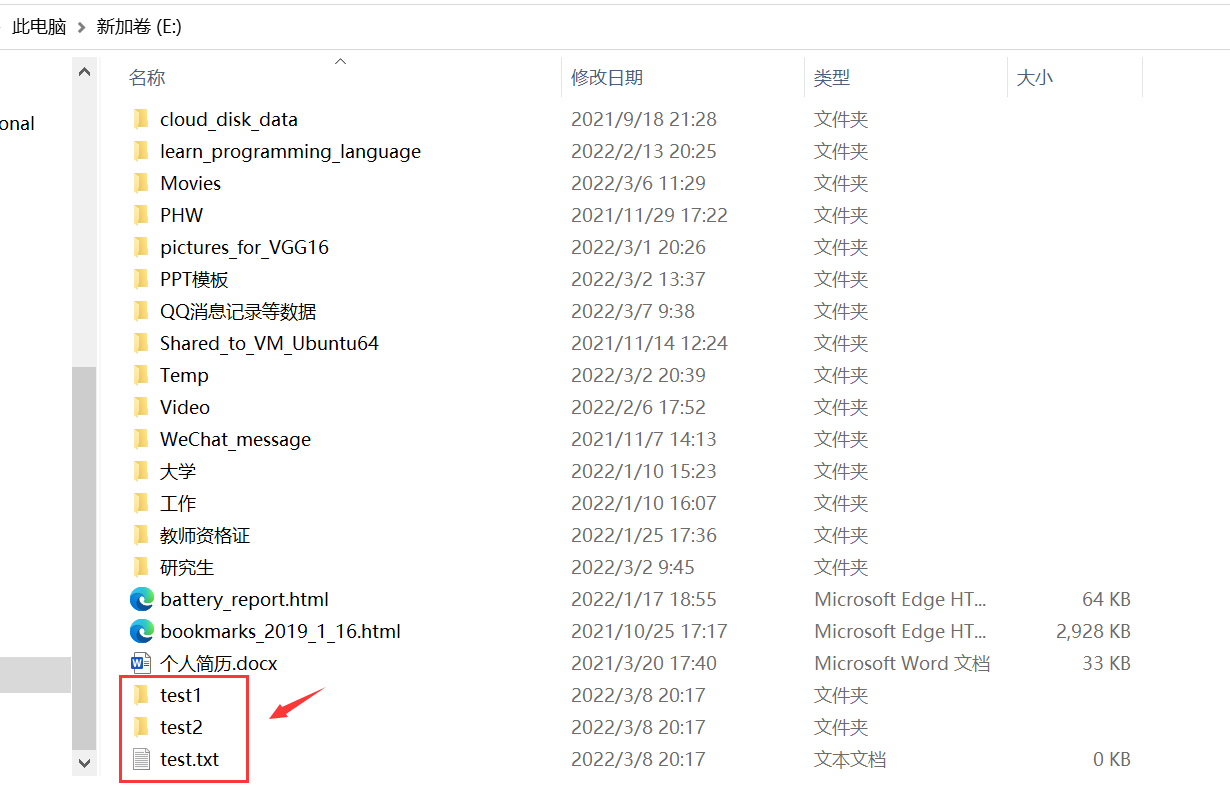 此电脑 > 新加卷 (E:)
onal
名称 修改日期 类型 大小
cloud_disk_data 2021/9/18 21:28 文件夹
learn_programming_language 2022/2/13 20:25 文件夹
Movies 2022/3/6 11:29 文件夹
PHW 2021/11/29 17:22 文件夹
pictures_for_VGG16 2022/3/1 20:26 文件夹
PPT模板 2022/3/2 13:37 文件夹
QQ消息记录等数据 2022/3/7 9:38 文件夹
Shared_to_VM_Ubuntu64 2021/11/14 12:24 文件夹
Temp 2022/3/2 20:39 文件夹
Video 2022/2/6 17:52 文件夹
WeChat_message 2021/11/7 14:13 文件夹
大学 2022/1/10 15:23 文件夹
工作 2022/1/10 16:07 文件夹
教师资格证 2022/1/25 17:36 文件夹
研究生 2022/3/2 9:45 文件夹
battery_report.html 2022/1/17 18:55 Microsoft Edge HT... 64 KB
bookmarks_2019_1_16.html 2021/10/25 17:17 Microsoft Edge HT... 2,928 KB
个人简历.docx 2021/3/20 17:40 Microsoft Word 文档 33 KB
test1 2022/3/8 20:17 文件夹
test2 2022/3/8 20:17 文件夹
test.txt 2022/3/8 20:17 文本文档 0 KB